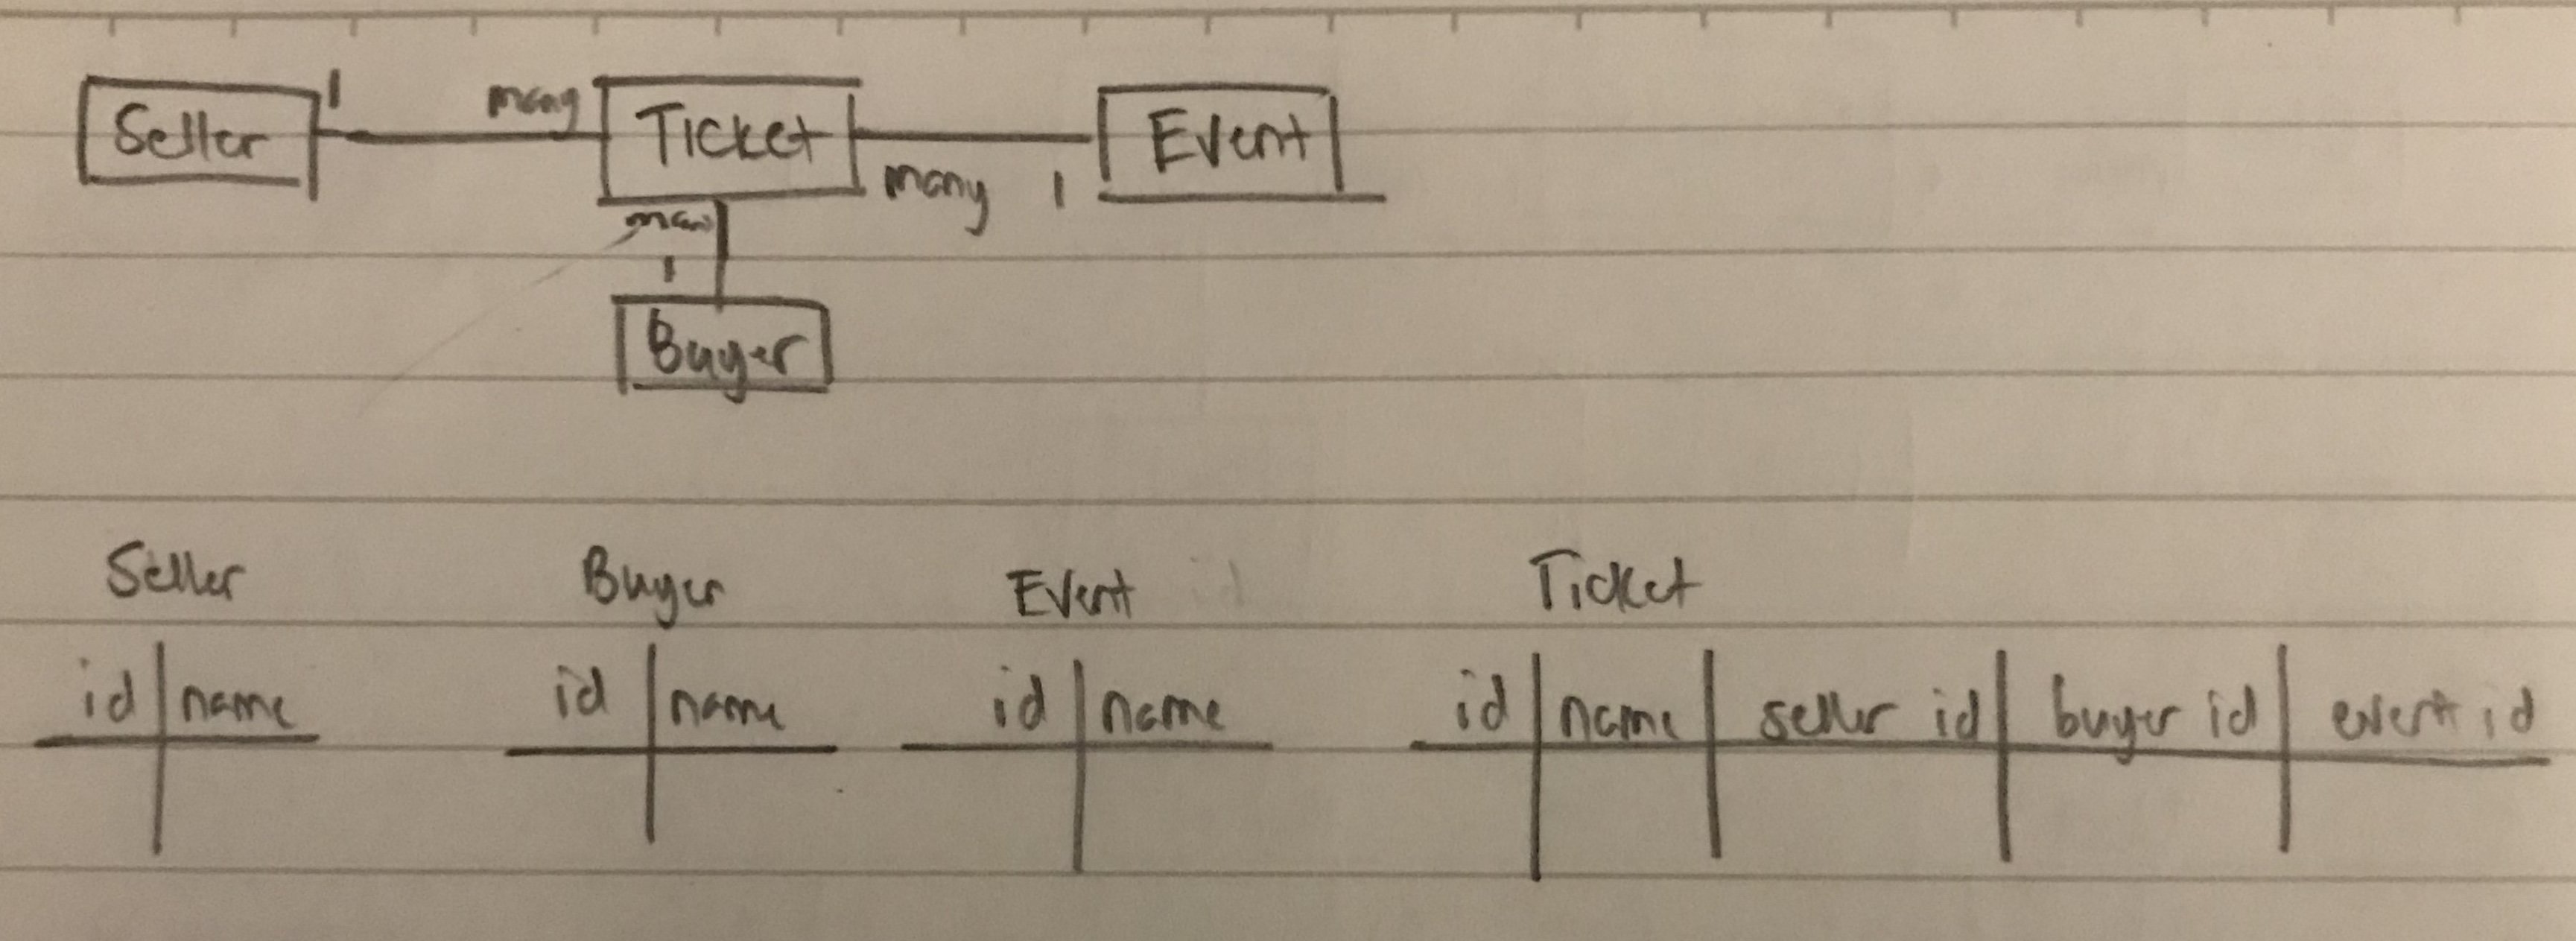 1
many
Seller
Ticket
Event
many 1
many
1
Buyer
Seller Buyer Event id Ticket
id name id name id name id name seller id buyer id event id